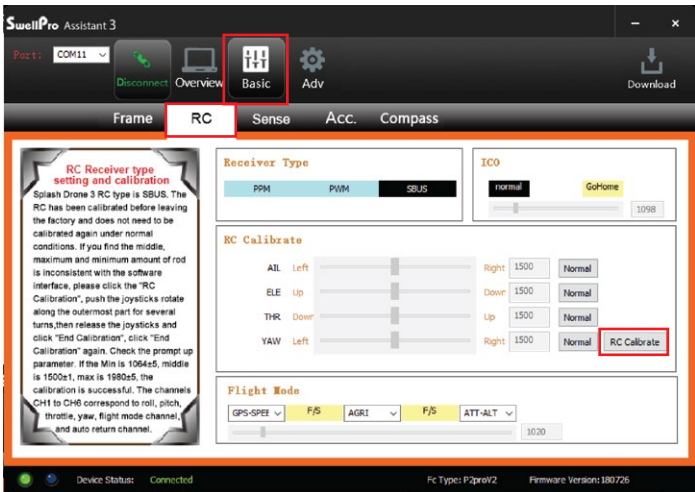 SwellPro Assistant 3
Port: COM11
Disconnect Overview Basic Adv Download
Frame RC Sense Acc. Compass
RC Receiver type
setting and calibration
Splash Drone 3 RC type is SBUS. The
RC has been calibrated before leaving
the factory and does not need to be
calibrated again under normal
conditions. If you find the middle,
maximum and minimum amount of rod
is inconsistent with the software
interface, please click the "RC
Calibration", push the joysticks rotate
along the outermost part for several
turns,then release the joysticks and
click "End Calibration", click "End
Calibration" again. Check the prompt up
parameter. If the Min is 1064±5, middle
is 1500±1, max is 1980±5, the
calibration is successful. The channels
CH1 to CH6 correspond to roll, pitch,
throttle, yaw, flight mode channel,
and auto return channel.
Receiver Type
PPM PWM SBUS
ICO
normal GoHome
1098
RC Calibrate
AIL Left Right 1500 Normal
ELE Up Down 1500 Normal
THR Down Up 1500 Normal
YAW Left Right 1500 Normal RC Calibrate
Flight Mode
GPS-SPEE F/S AGRI F/S ATT-ALT
1020
Device Status: Connected Fc Type: P2proV2 Firmware Version: 180726